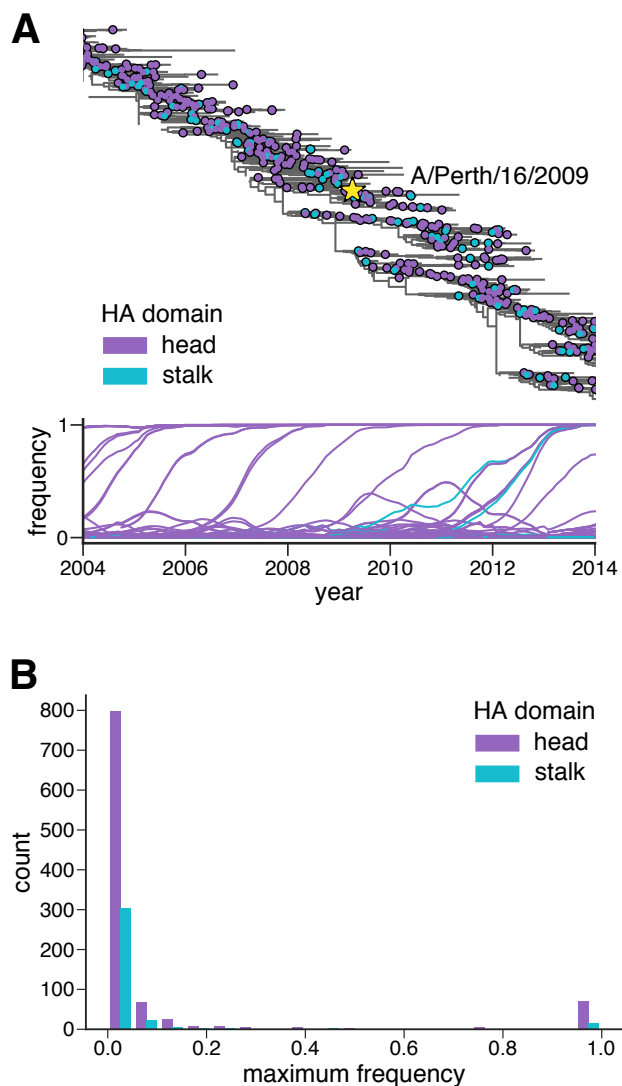 A
A/Perth/16/2009
HA domain
head
stalk
1
frequency
0
2004 2006 2008 2010 2012 2014
year
B
800
HA domain
700
head
600
stalk
500
count
400
300
200
100
0
0.0 0.2 0.4 0.6 0.8 1.0
maximum frequency